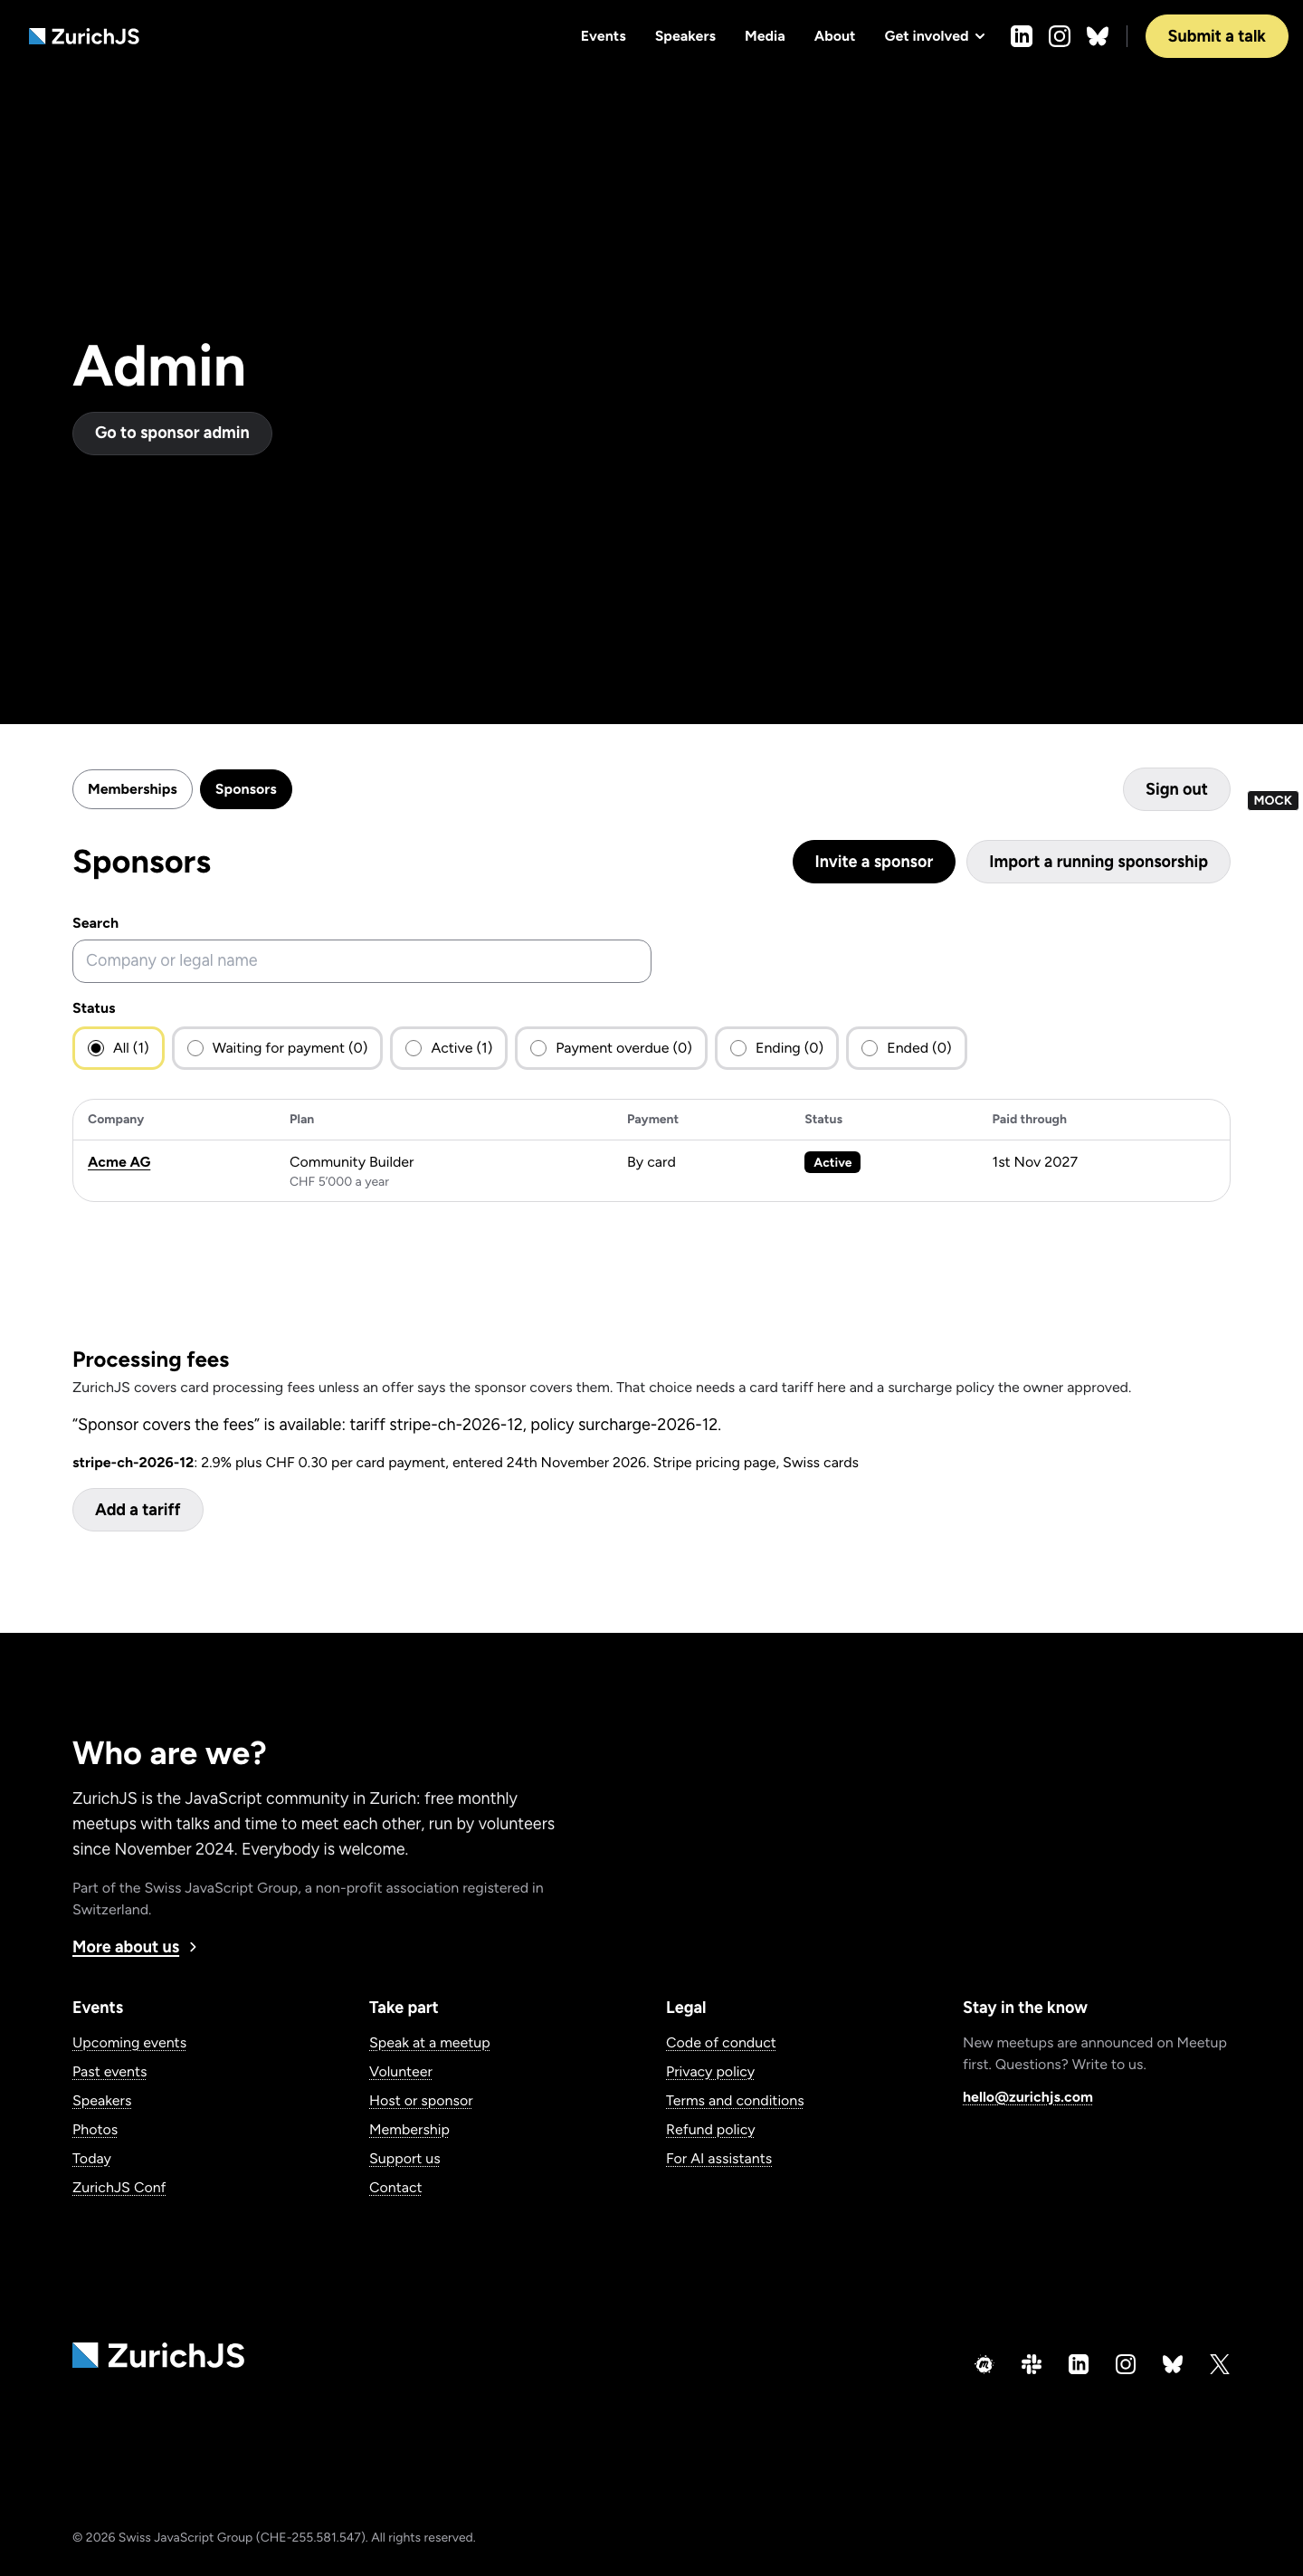 ZurichJS
Events
Speakers
Media
About
Get involved
Submit a talk
Admin
Go to sponsor admin
Memberships
Sponsors
Sign out
MOCK
Sponsors
Invite a sponsor
Import a running sponsorship
Search
Company or legal name
Status
All (1)
Waiting for payment (0)
Active (1)
Payment overdue (0)
Ending (0)
Ended (0)
Company
Plan
Payment
Status
Paid through
Acme AG
Community Builder
By card
Active
1st Nov 2027
CHF 5'000 a year
Processing fees
ZurichJS covers card processing fees unless an offer says the sponsor covers them. That choice needs a card tariff here and a surcharge policy the owner approved.
“Sponsor covers the fees” is available: tariff stripe-ch-2026-12, policy surcharge-2026-12.
stripe-ch-2026-12: 2.9% plus CHF 0.30 per card payment, entered 24th November 2026. Stripe pricing page, Swiss cards
Add a tariff
Who are we?
ZurichJS is the JavaScript community in Zurich: free monthly
meetups with talks and time to meet each other, run by volunteers
since November 2024. Everybody is welcome.
Part of the Swiss JavaScript Group, a non-profit association registered in
Switzerland.
More about us
Events
Upcoming events
Past events
Speakers
Photos
Today
ZurichJS Conf
Take part
Speak at a meetup
Volunteer
Host or sponsor
Membership
Support us
Contact
Legal
Code of conduct
Privacy policy
Terms and conditions
Refund policy
For AI assistants
Stay in the know
New meetups are announced on Meetup
first. Questions? Write to us.
hello@zurichjs.com
ZurichJS
© 2026 Swiss JavaScript Group (CHE-255.581.547). All rights reserved.